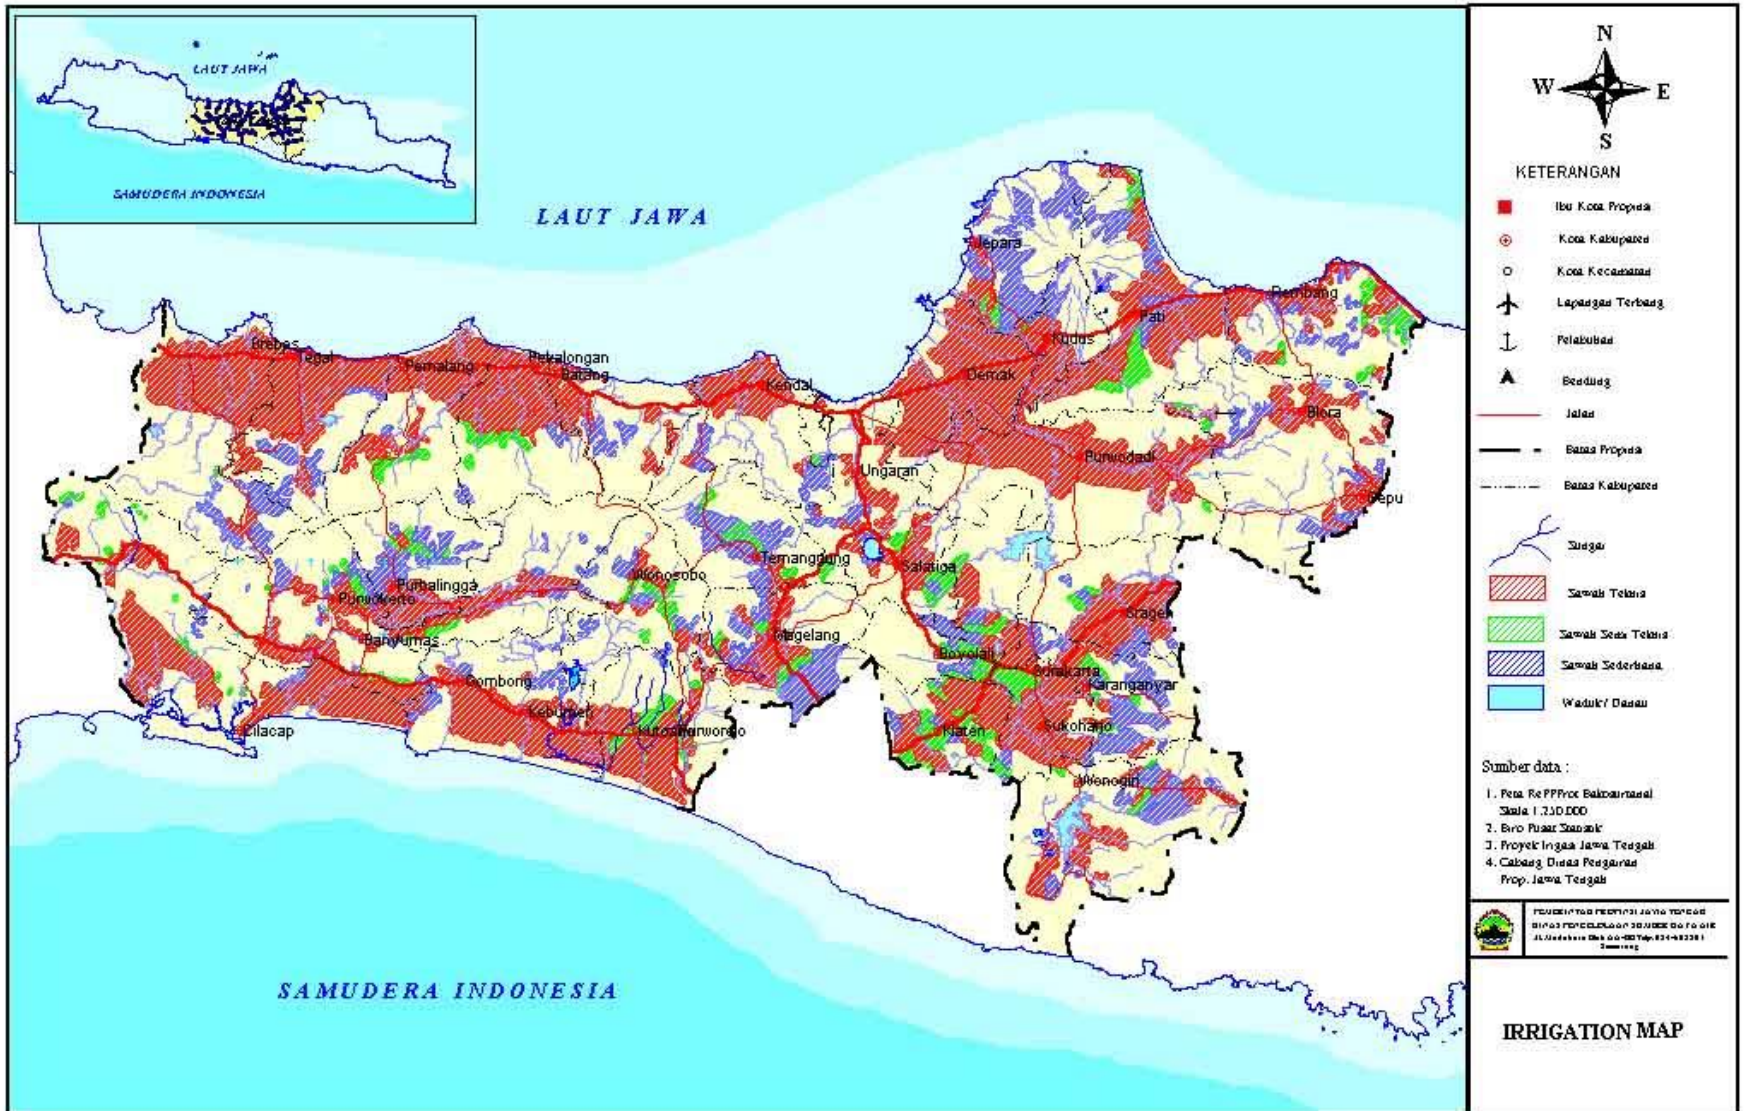 LAUT JAWA
SAMUDERA INDONESIA
LAUT JAWA
Jepara
Rembang
Pati
Kudus
Brebes
Tegal
Pemalang
Pekalongan
Batang
Kendal
Demak
Blora
Ungaran
Purwodadi
Cepu
Temanggung
Salatiga
Wonosobo
Purbalingga
Purwokerto
Sragen
Banyumas
Magelang
Boyolali
Surakarta
Karanganyar
Gombong
Kebumen
Cilacap
Klaten
Sukoharjo
Wonogiri
SAMUDERA INDONESIA
N
W
E
S
KETERANGAN
Ibu Kota Propinsi
Kota Kabupaten
Kota Kecamatan
Lapangan Terbang
Pelabuhan
Bendung
Jalan
Batas Propinsi
Batas Kabupaten
Sungai
Sawah Teknis
Sawah Semi Teknis
Sawah Sederhana
Waduk / Danau
Sumber data :
2. Biro Pusat Statistik
3. Proyek Irigasi Jawa Tengah
4. Cabang Dinas Pengairan
Prop. Jawa Tengah
IRRIGATION MAP